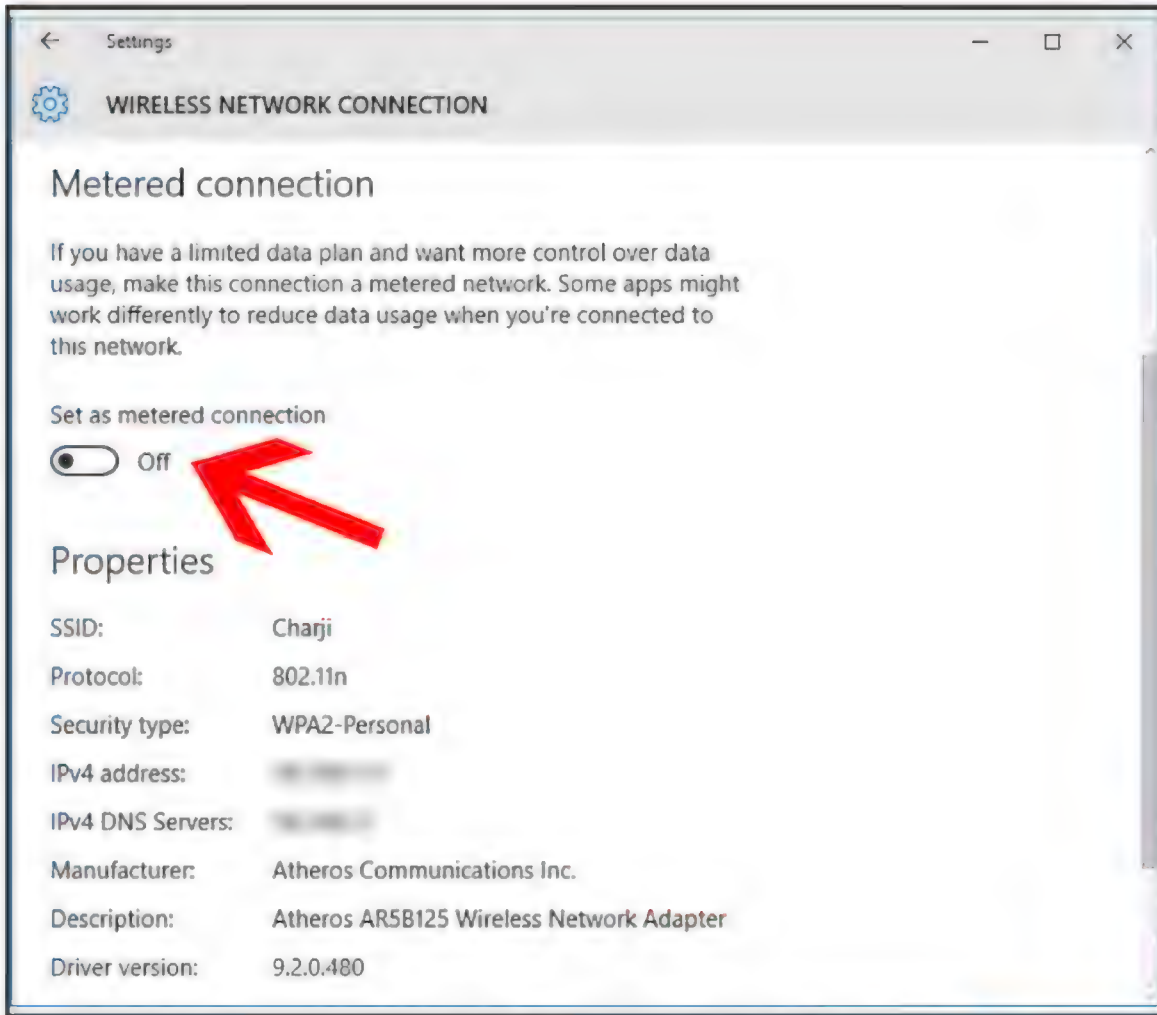 Settings
WIRELESS NETWORK CONNECTION
Metered connection
If you have a limited data plan and want more control over data
usage, make this connection a metered network. Some apps might
work differently to reduce data usage when you're connected to
this network.
Set as metered connection
Off
Properties
SSID: Charji
Protocol: 802.11n
Security type: WPA2-Personal
IPv4 address:
IPv4 DNS Servers:
Manufacturer: Atheros Communications Inc.
Description: Atheros AR5B125 Wireless Network Adapter
Driver version: 9.2.0.480